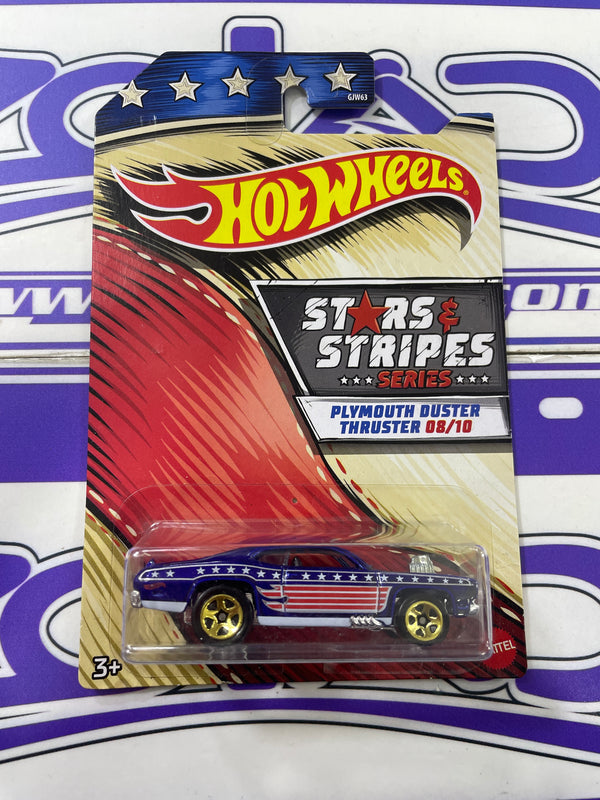 GJW63
HOT WHEELS
STARS &
STRIPES
SERIES
PLYMOUTH DUSTER
THRUSTER 08/10
3+
MATTEL